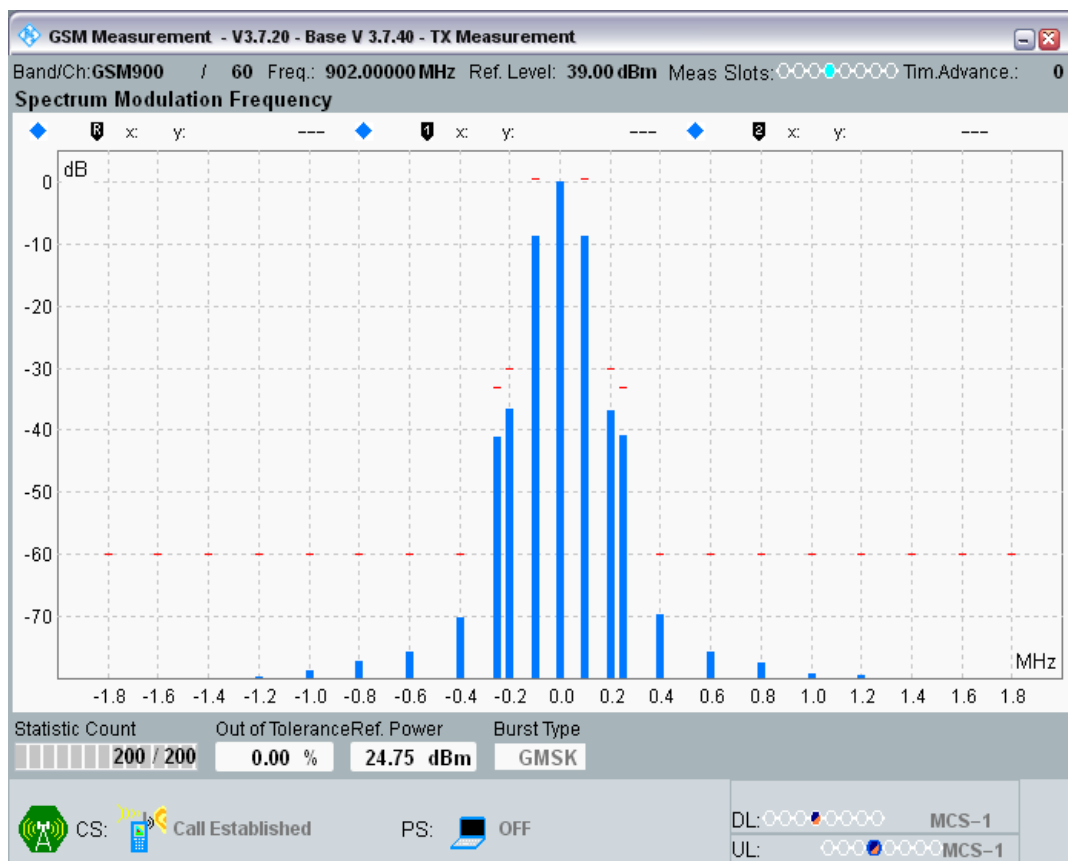 GSM Measurement - V3.7.20 - Base V 3.7.40 - TX Measurement
Band/Ch:GSM900 / 60 Freq.: 902.00000 MHz Ref. Level: 39.00 dBm Meas Slots: Tim.Advance.: 0
Spectrum Modulation Frequency
R x: y: --- 1 x: y: --- 2 x: y: ---
dB
0
-10
-20
-30
-40
-50
-60
-70
MHz
-1.8 -1.6 -1.4 -1.2 -1.0 -0.8 -0.6 -0.4 -0.2 0.0 0.2 0.4 0.6 0.8 1.0 1.2 1.4 1.6 1.8
Statistic Count Out of Tolerance Ref. Power Burst Type
200 / 200 0.00 % 24.75 dBm GMSK
CS: Call Established PS: OFF
DL: MCS-1
UL: MCS-1